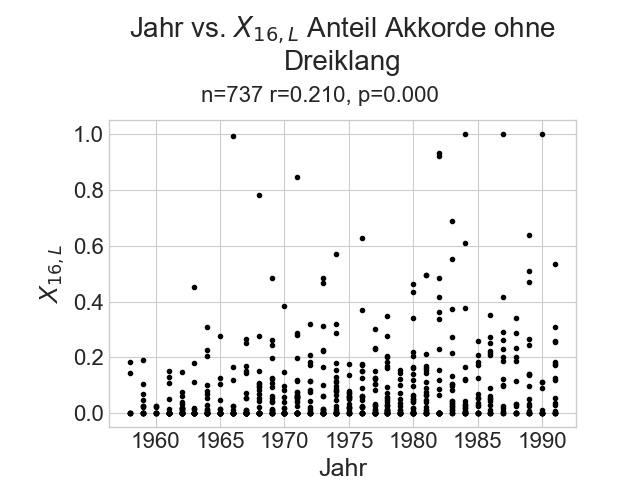 Jahr vs. X₁₆,L Anteil Akkorde ohne
Dreiklang
n=737 r=0.210, p=0.000
1.0
0.8
0.6
0.4
0.2
0.0
X₁₆,L
1960 1965 1970 1975 1980 1985 1990
Jahr